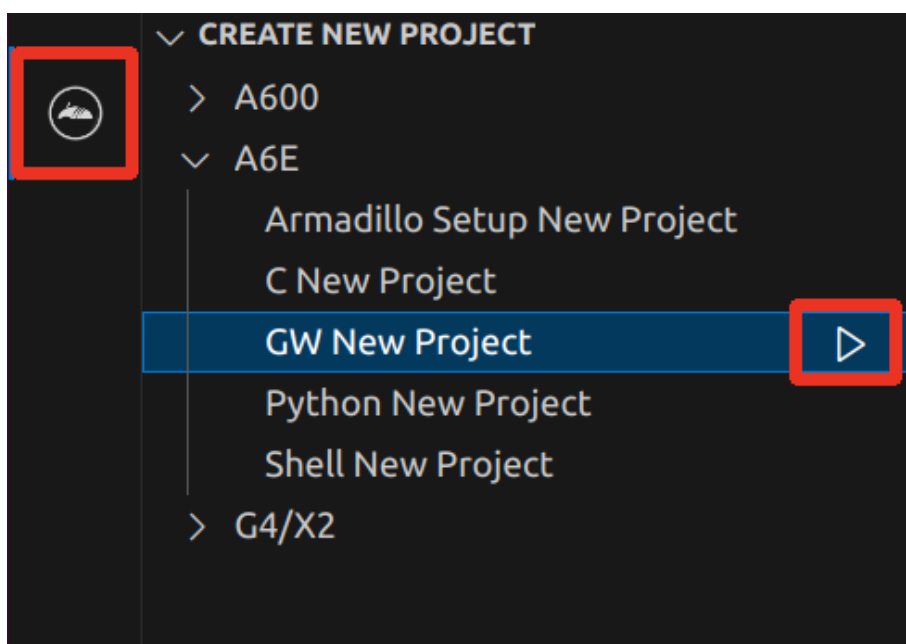 CREATE NEW PROJECT
A600
A6E
Armadillo Setup New Project
C New Project
GW New Project
Python New Project
Shell New Project
G4/X2